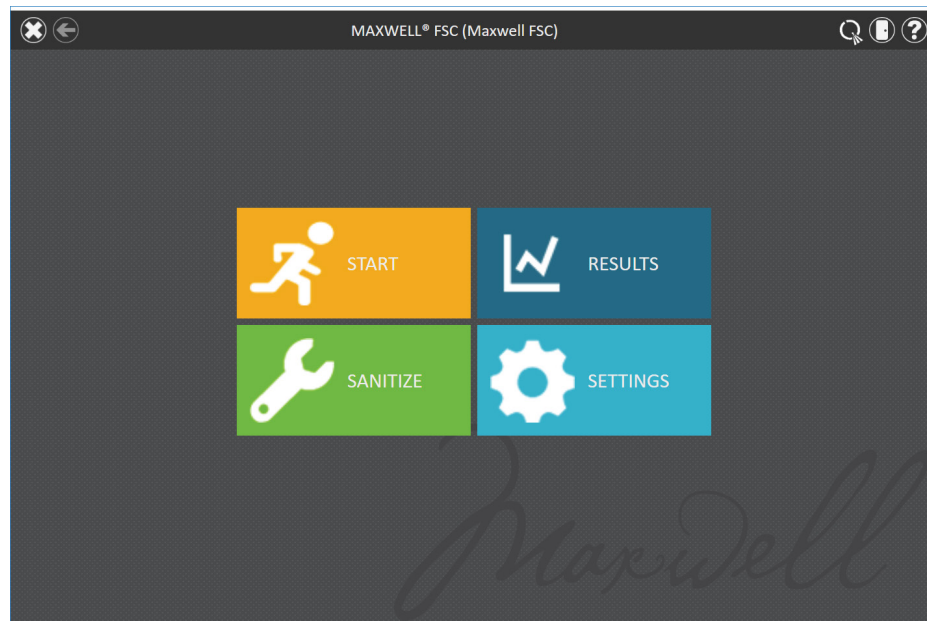 MAXWELL® FSC (Maxwell FSC)
START
RESULTS
SANITIZE
SETTINGS
Maxwell